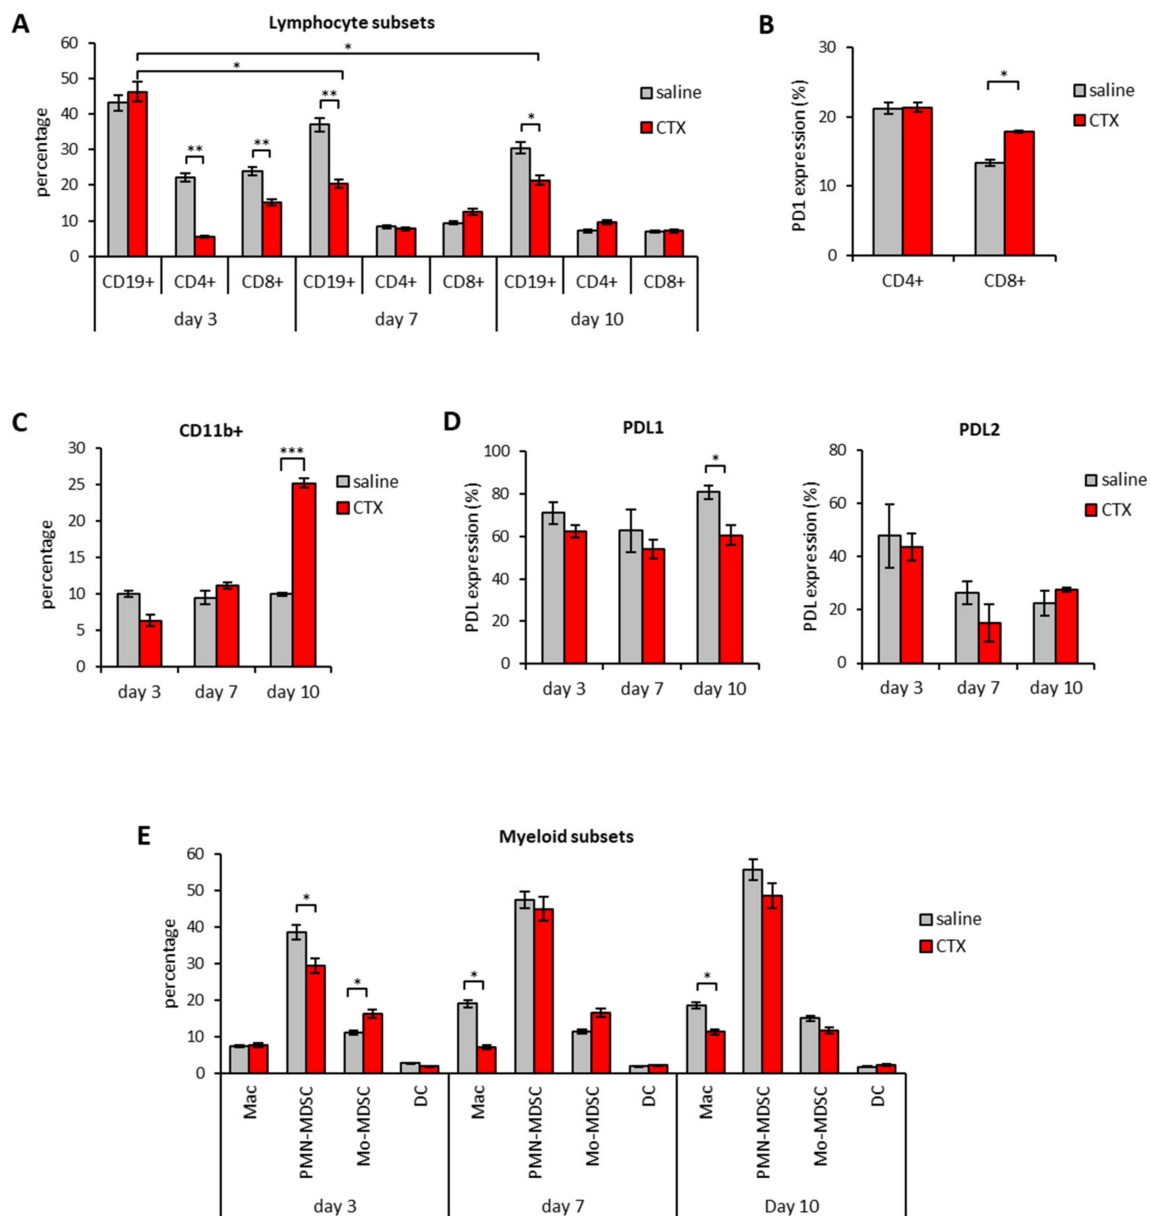 A
Lymphocyte subsets
percentage
60
50
40
30
20
10
0
*
*
**
**
**
*
saline
CTX
CD19+ CD4+ CD8+ CD19+ CD4+ CD8+ CD19+ CD4+ CD8+
day 3 day 7 day 10
B
PD1 expression (%)
30
20
10
0
*
saline
CTX
CD4+ CD8+
C
CD11b+
percentage
30
25
20
15
10
5
0
***
saline
CTX
day 3 day 7 day 10
D
PDL1
PDL expression (%)
100
80
60
40
20
0
*
day 3 day 7 day 10
PDL2
PDL expression (%)
80
60
40
20
0
saline
CTX
day 3 day 7 day 10
E
Myeloid subsets
percentage
60
50
40
30
20
10
0
*
*
*
*
saline
CTX
Mac PMN-MDSC Mo-MDSC DC Mac PMN-MDSC Mo-MDSC DC Mac PMN-MDSC Mo-MDSC DC
day 3 day 7 Day 10